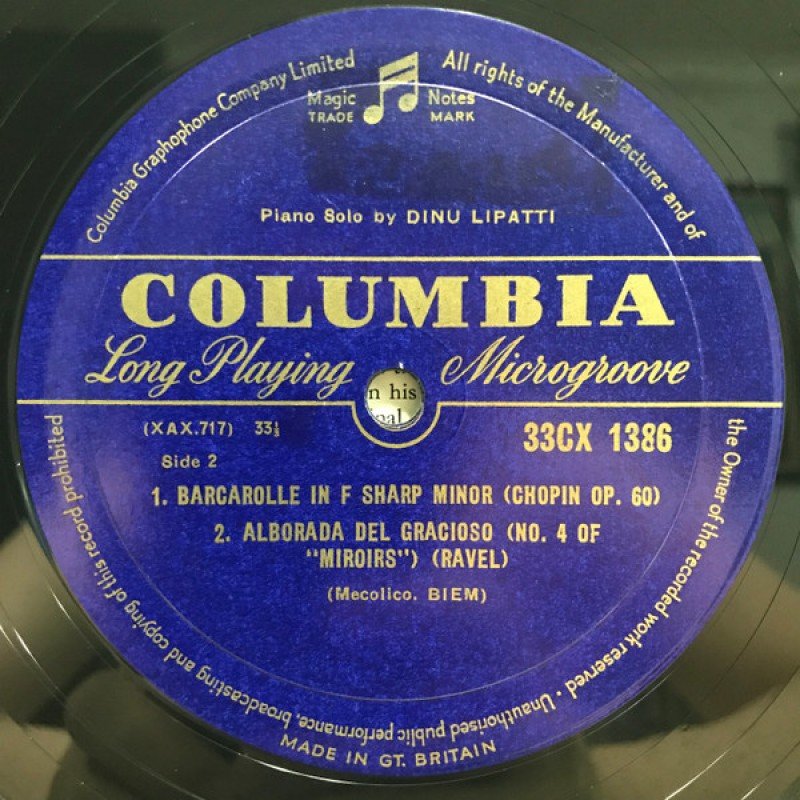 Columbia Graphophone Company Limited
All rights of the Manufacturer and of
the Owner of the recorded work reserved · Unauthorised public performance, broadcasting and copying of this record prohibited
Magic Notes
TRADE MARK
Piano Solo by DINU LIPATTI
COLUMBIA
Long Playing Microgroove
n his
(XAX.717) 33⅓
33CX 1386
Side 2
1. BARCAROLLE IN F SHARP MINOR (CHOPIN OP. 60)
2. ALBORADA DEL GRACIOSO (NO. 4 OF
"MIROIRS") (RAVEL)
(Mecolico. BIEM)
MADE IN GT. BRITAIN